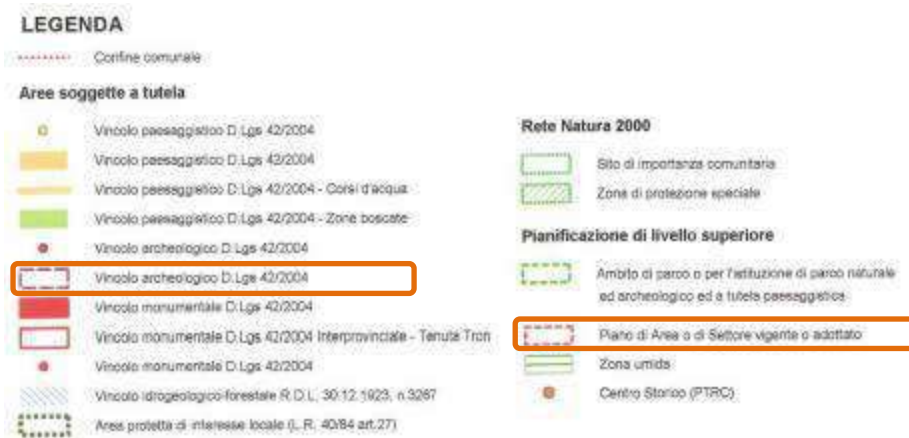 LEGENDA
Confine comunale
Aree soggette a tutela
Vincolo paesaggistico D.Lgs 42/2004
Vincolo paesaggistico D.Lgs 42/2004
Vincolo paesaggistico D.Lgs 42/2004 - Corsi d'acqua
Vincolo paesaggistico D.Lgs 42/2004 - Zone boscate
Vincolo archeologico D.Lgs 42/2004
Vincolo archeologico D.Lgs 42/2004
Vincolo monumentale D.Lgs 42/2004
Vincolo monumentale D.Lgs 42/2004 Interprovinciale - Tenuta Tron
Vincolo monumentale D.Lgs 42/2004
Vincolo idrogeologico-forestale R.D.L. 30.12.1923, n.3267
Area protetta di interesse locale (L.R. 40/84 art.27)
Rete Natura 2000
Sito di importanza comunitaria
Zona di protezione speciale
Pianificazione di livello superiore
Ambito di parco o per l'istituzione di parco naturale
ed archeologico ed a tutela paesaggistica
Piano di Area o di Settore vigente o adottato
Zona umida
Centro Storico (PTRC)